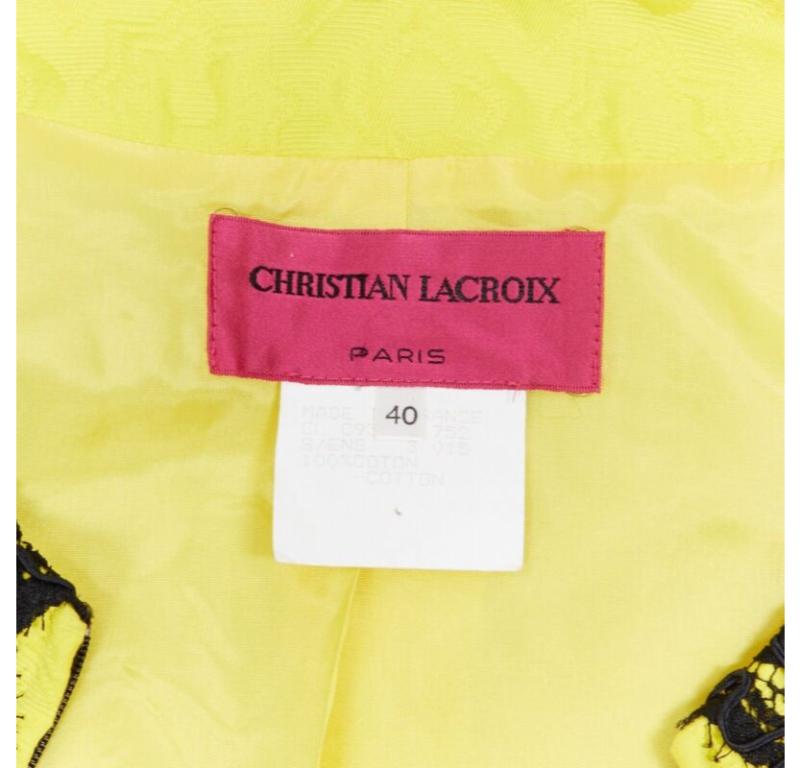 CHRISTIAN LACROIX
PARIS
40
MADE
100%COTON
COTTON